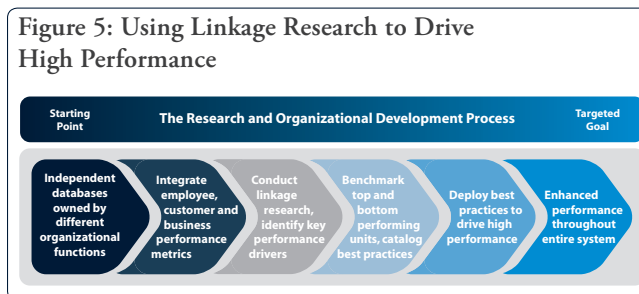 Figure 5: Using Linkage Research to Drive
High Performance
Starting
Point
The Research and Organizational Development Process
Targeted
Goal
Independent
databases
owned by
different
organizational
functions
Integrate
employee,
customer and
business
performance
metrics
Conduct
linkage
research,
identify key
performance
drivers
Benchmark
top and
bottom
performing
units, catalog
best practices
Deploy best
practices to
drive high
performance
Enhanced
performance
throughout
entire system